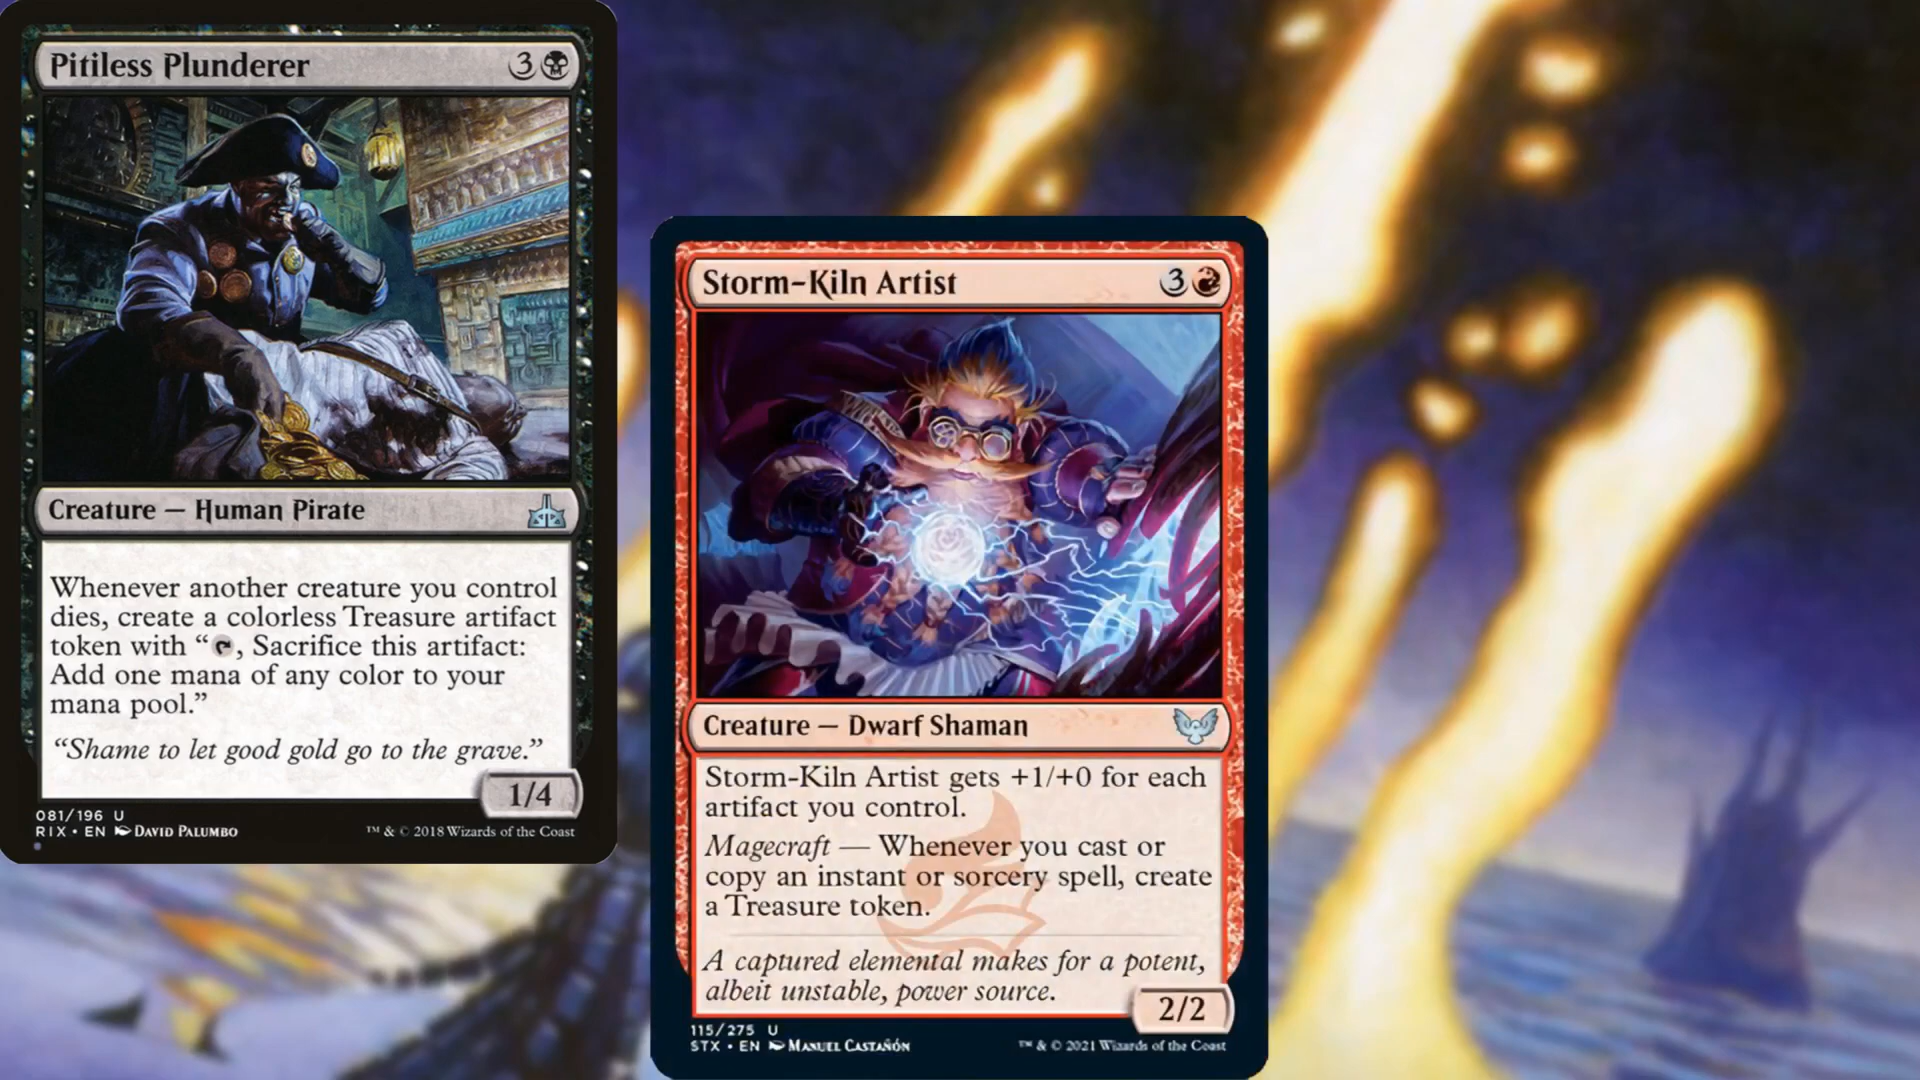 Pitiless Plunderer 3
Creature — Human Pirate
Whenever another creature you control
dies, create a colorless Treasure artifact
token with “, Sacrifice this artifact:
Add one mana of any color to your
mana pool.”
“Shame to let good gold go to the grave.”
1/4
081/196 U
RIX • EN DAVID PALUMBO
™ & © 2018 Wizards of the Coast
Storm-Kiln Artist 3
Creature — Dwarf Shaman
Storm-Kiln Artist gets +1/+0 for each
artifact you control.
Magecraft — Whenever you cast or
copy an instant or sorcery spell, create
a Treasure token.
A captured elemental makes for a potent,
albeit unstable, power source.
2/2
115/275 U
STX • EN MANUEL CASTAÑÓN
™ & © 2021 Wizards of the Coast